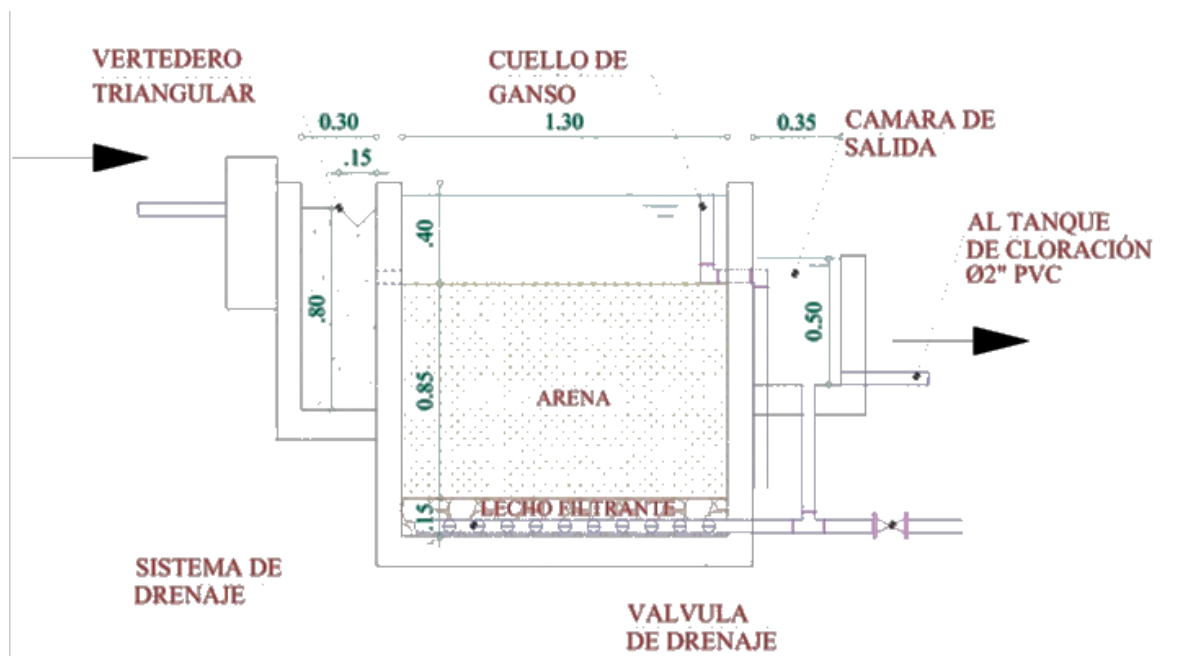 VERTEDERO
TRIANGULAR
CUELLO DE
GANSO
0.30
1.30
0.35
CAMARA DE
SALIDA
.15
.40
AL TANQUE
DE CLORACIÓN
Ø2" PVC
.80
0.50
0.85
ARENA
LECHO FILTRANTE
.15
SISTEMA DE
DRENAJE
VALVULA
DE DRENAJE